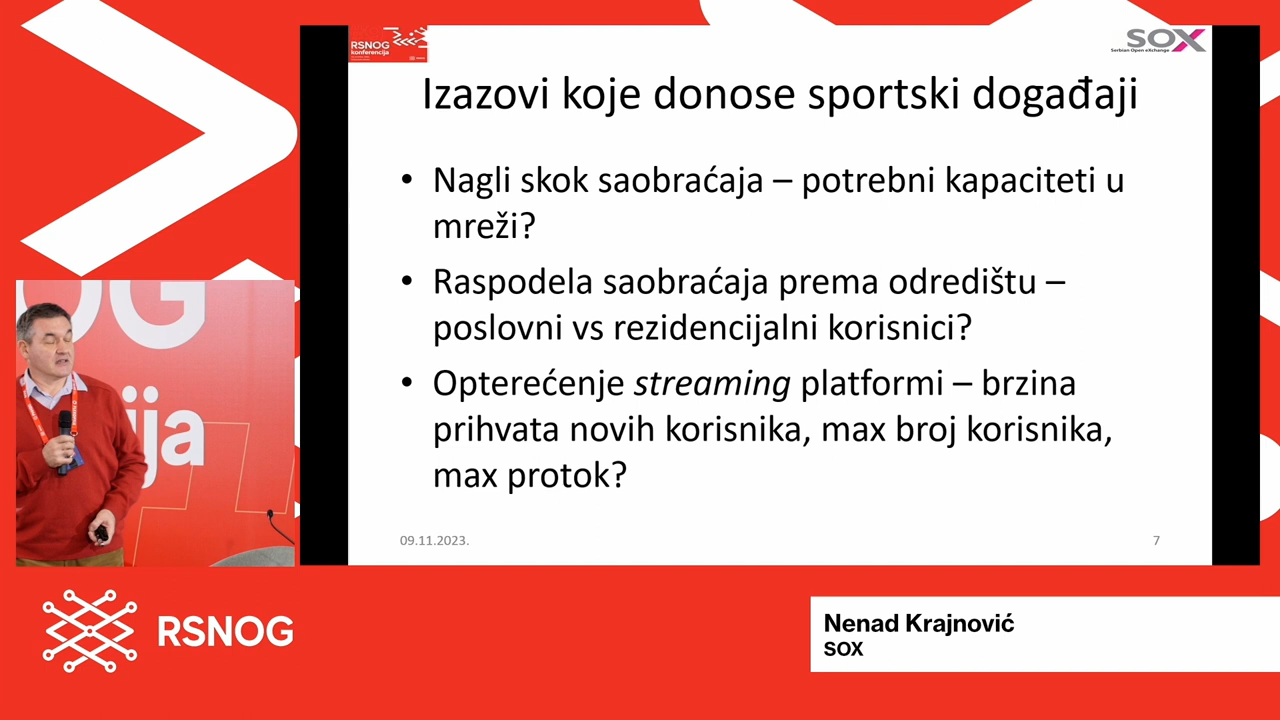 RSNOG
konferencija
SOX
Serbian Open eXchange
Izazovi koje donose sportski događaji
• Nagli skok saobraćaja – potrebni kapaciteti u
mreži?
• Raspodela saobraćaja prema odredištu –
poslovni vs rezidencijalni korisnici?
• Opterećenje streaming platformi – brzina
prihvata novih korisnika, max broj korisnika,
max protok?
09.11.2023.
7
OG
ija
RSNOG
Nenad Krajnović
SOX